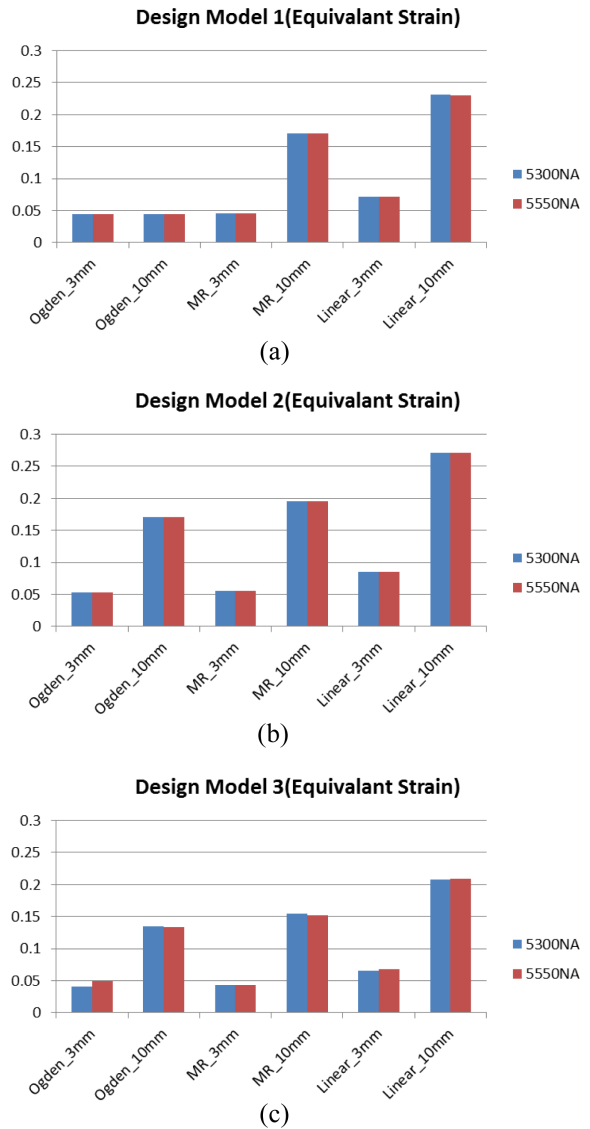 Design Model 1(Equivalant Strain)
0.3
0.25
0.2
0.15
0.1
0.05
0
Ogden_3mm
Ogden_10mm
MR_3mm
MR_10mm
Linear_3mm
Linear_10mm
5300NA
5550NA
(a)
Design Model 2(Equivalant Strain)
0.3
0.25
0.2
0.15
0.1
0.05
0
Ogden_3mm
Ogden_10mm
MR_3mm
MR_10mm
Linear_3mm
Linear_10mm
5300NA
5550NA
(b)
Design Model 3(Equivalant Strain)
0.3
0.25
0.2
0.15
0.1
0.05
0
Ogden_3mm
Ogden_10mm
MR_3mm
MR_10mm
Linear_3mm
Linear_10mm
5300NA
5550NA
(c)